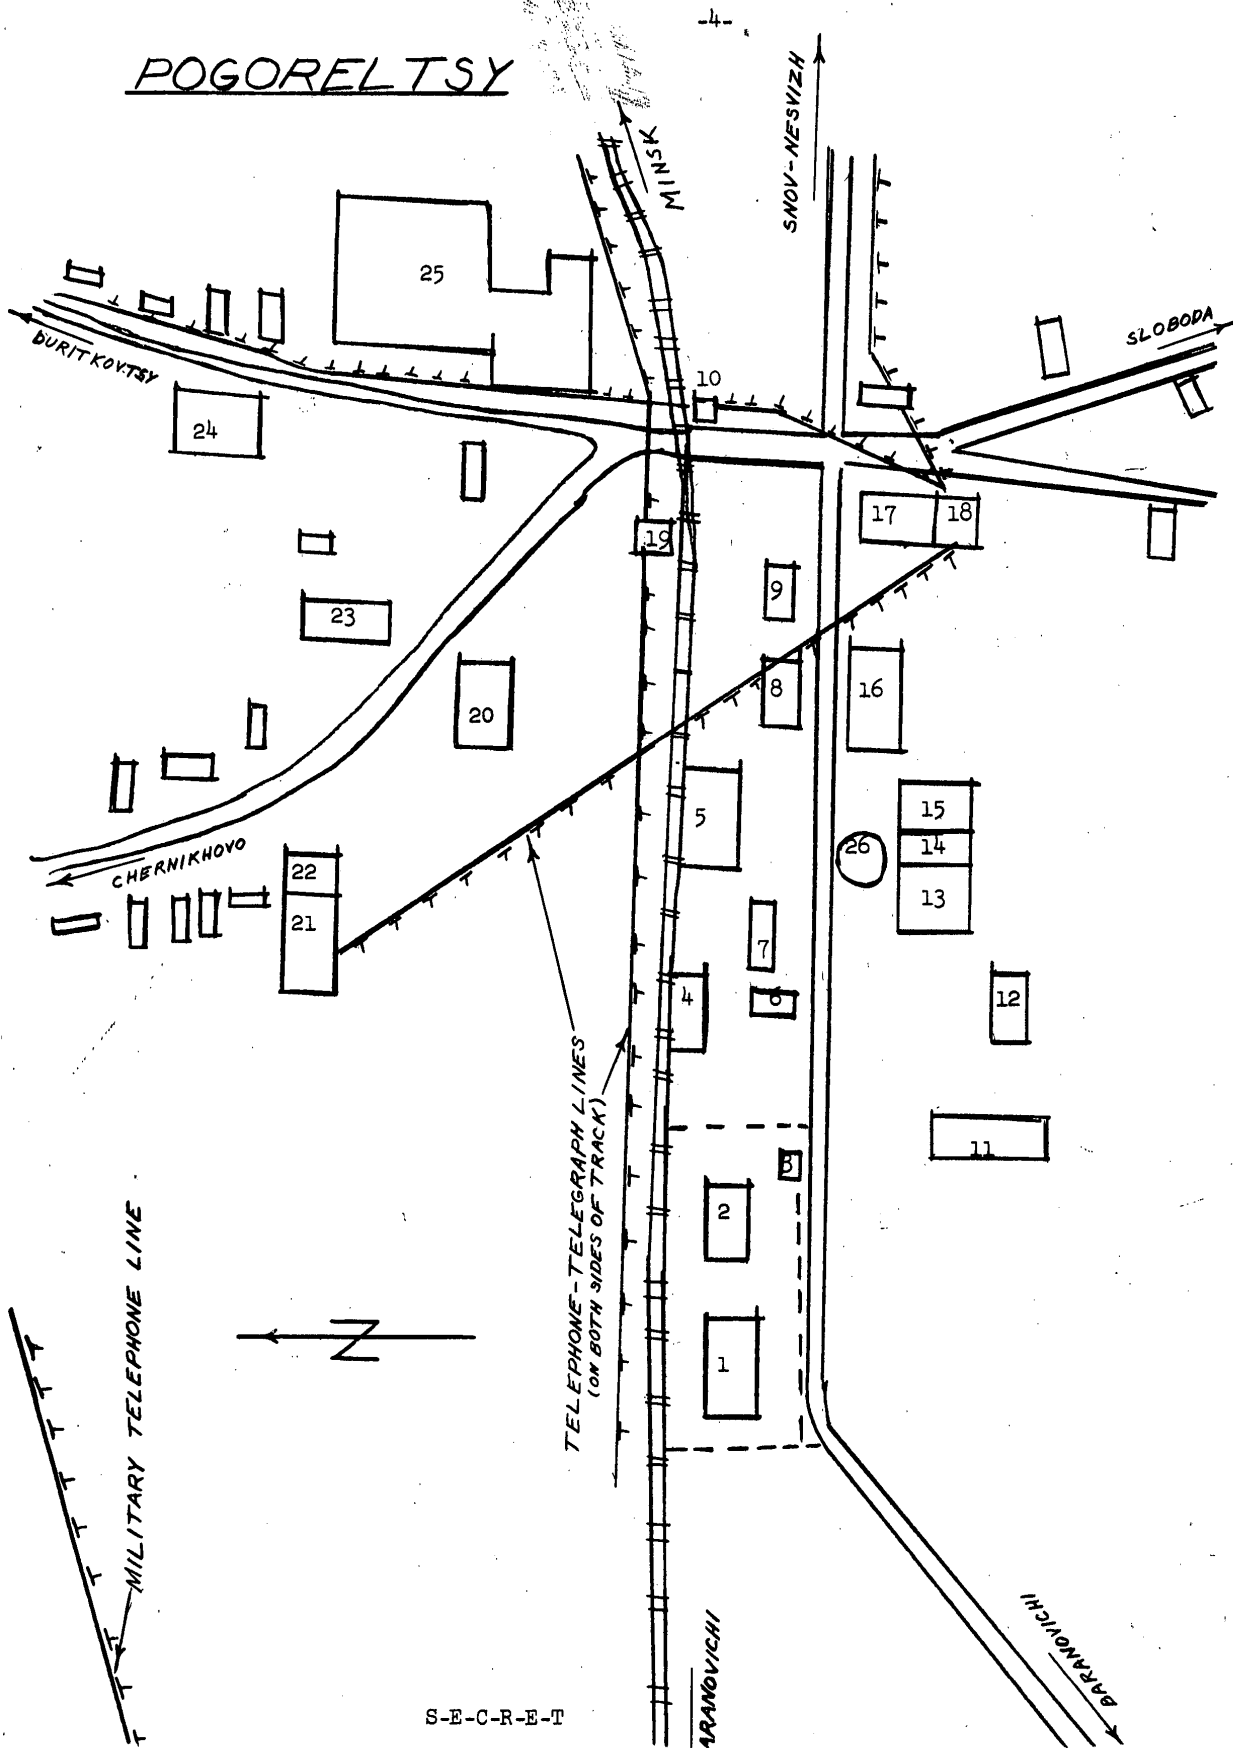 -4-
POGORELTSY
MINSK
SNOV-NESVIZH
SLOBODA
BURITKOVTSY
25
10
24
17
18
19
9
23
20
8
16
5
15
14
13
26
CHERNIKHOVO
22
21
7
6
4
12
11
3
2
1
TELEPHONE-TELEGRAPH LINES
(ON BOTH SIDES OF TRACK)
MILITARY TELEPHONE LINE
Z
ARANOVICHI
BARANOVICHI
S-E-C-R-E-T